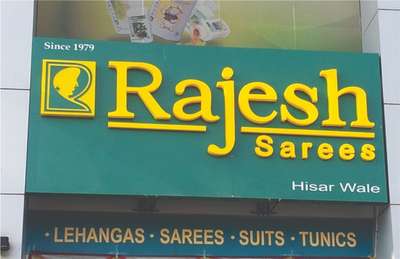 Since 1979
Rajesh
Sarees
Hisar Wale
· LEHANGAS · SAREES · SUITS · TUNICS